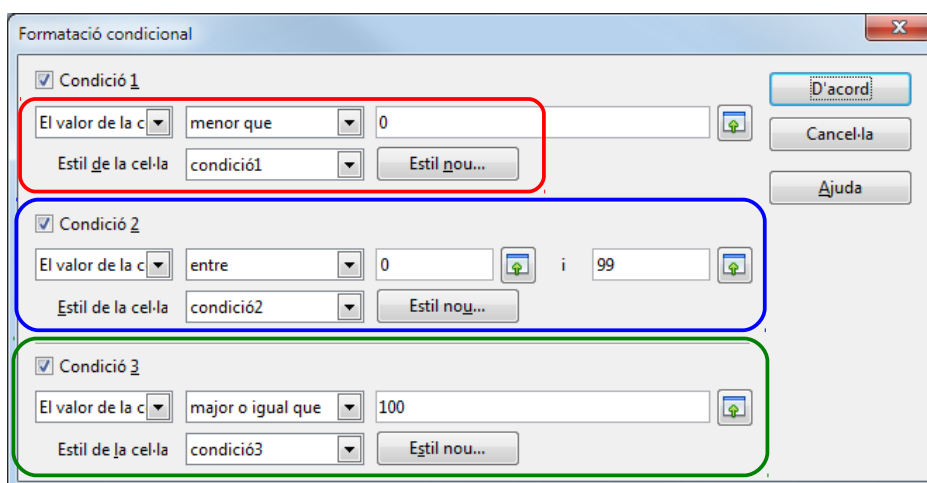 Formatació condicional
Condició 1
D'acord
El valor de la c menor que 0
Cancel·la
Estil de la cel·la condició1 Estil nou...
Ajuda
Condició 2
El valor de la c entre 0 i 99
Estil de la cel·la condició2 Estil nou...
Condició 3
El valor de la c major o igual que 100
Estil de la cel·la condició3 Estil nou...